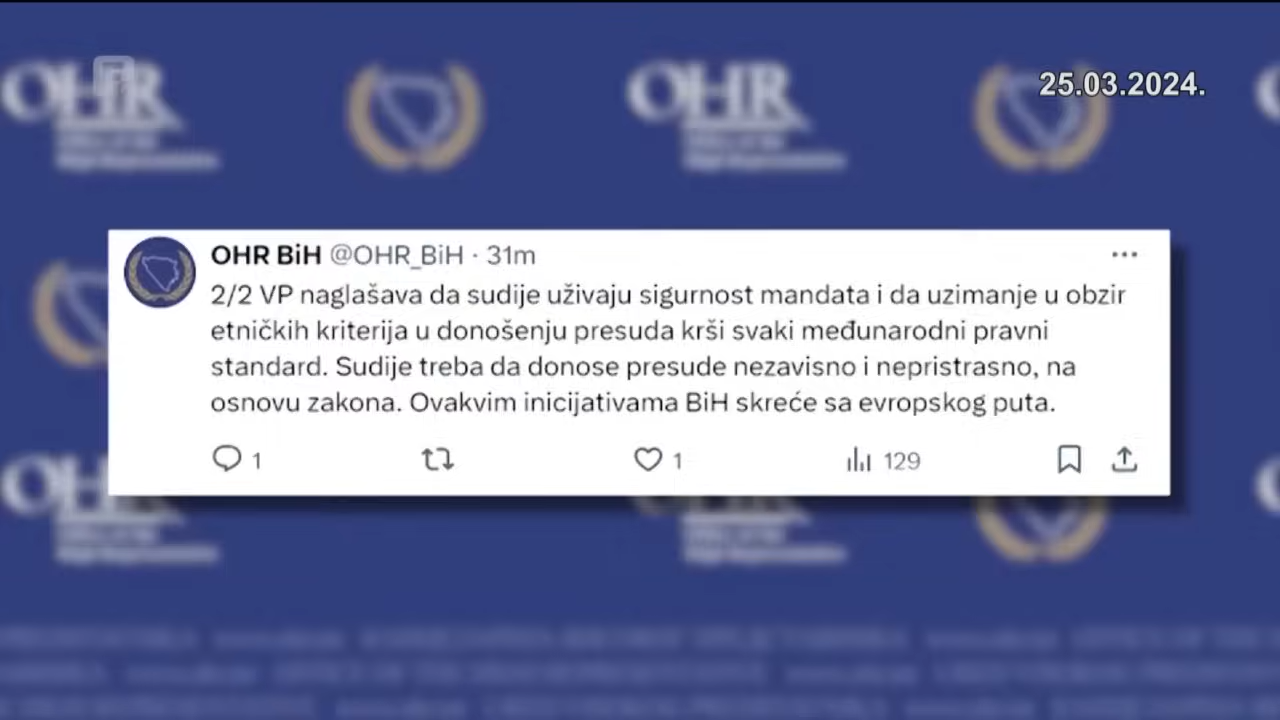 OHR
OHR
25.03.2024.
OHR BiH @OHR_BiH · 31m
2/2 VP naglašava da sudije uživaju sigurnost mandata i da uzimanje u obzir
etničkih kriterija u donošenju presuda krši svaki međunarodni pravni
standard. Sudije treba da donose presude nezavisno i nepristrasno, na
osnovu zakona. Ovakvim inicijativama BiH skreće sa evropskog puta.
1
1
129